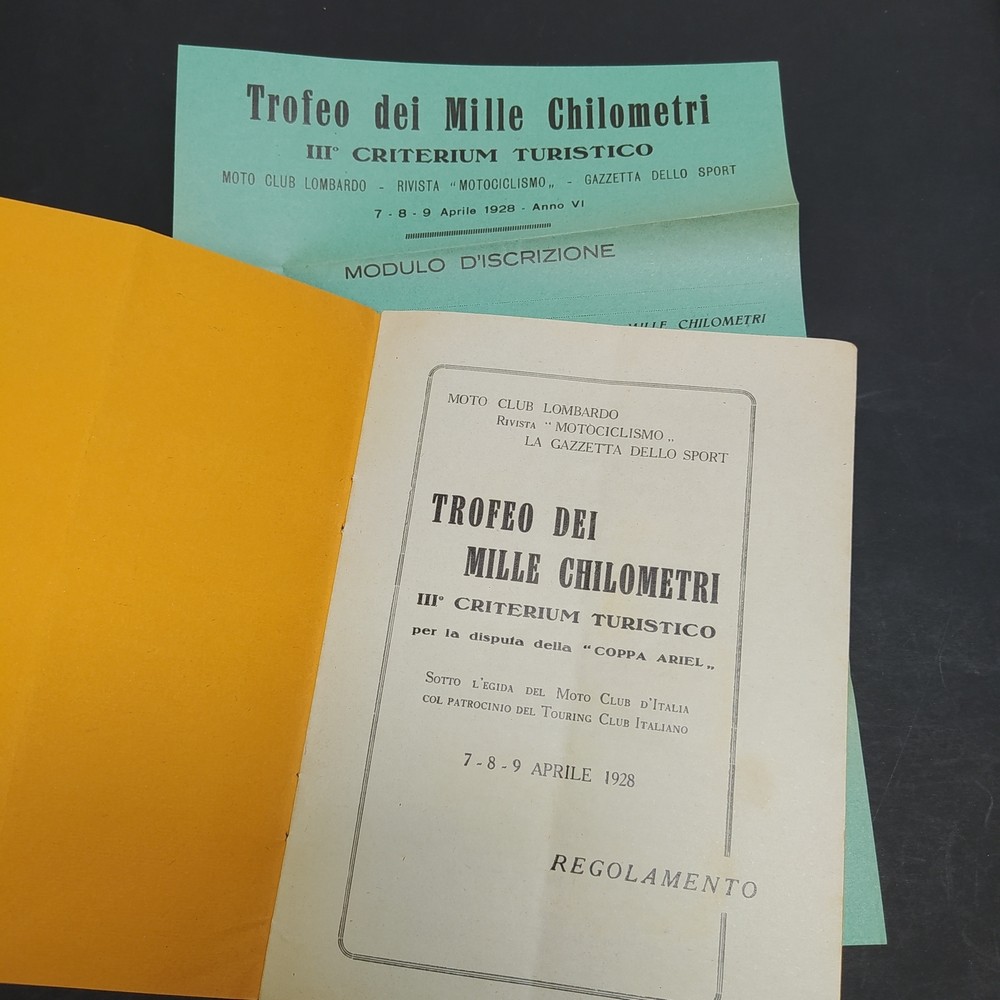 Trofeo dei Mille Chilometri
III° CRITERIUM TURISTICO
MOTO CLUB LOMBARDO - RIVISTA "MOTOCICLISMO„ - GAZZETTA DELLO SPORT
7 - 8 - 9 Aprile 1928 - Anno VI
MODULO D'ISCRIZIONE
MILLE CHILOMETRI
MOTO CLUB LOMBARDO
RIVISTA "MOTOCICLISMO„
LA GAZZETTA DELLO SPORT
TROFEO DEI
MILLE CHILOMETRI
III° CRITERIUM TURISTICO
per la disputa della "COPPA ARIEL„
SOTTO L'EGIDA DEL MOTO CLUB D'ITALIA
COL PATROCINIO DEL TOURING CLUB ITALIANO
7 - 8 - 9 APRILE 1928
REGOLAMENTO